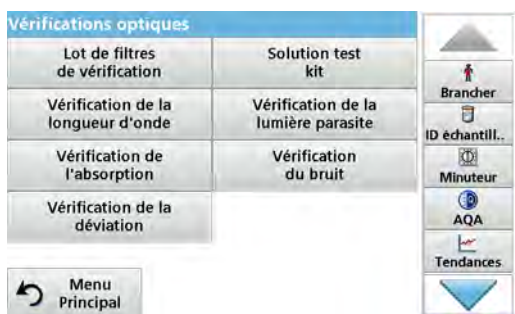 Vérifications optiques
Lot de filtres
de vérification
Solution test
kit
Vérification de la
longueur d'onde
Vérification de la
lumière parasite
Vérification de
l'absorption
Vérification
du bruit
Vérification de la
déviation
Menu
Principal
Brancher
ID échantill..
Minuteur
AQA
Tendances